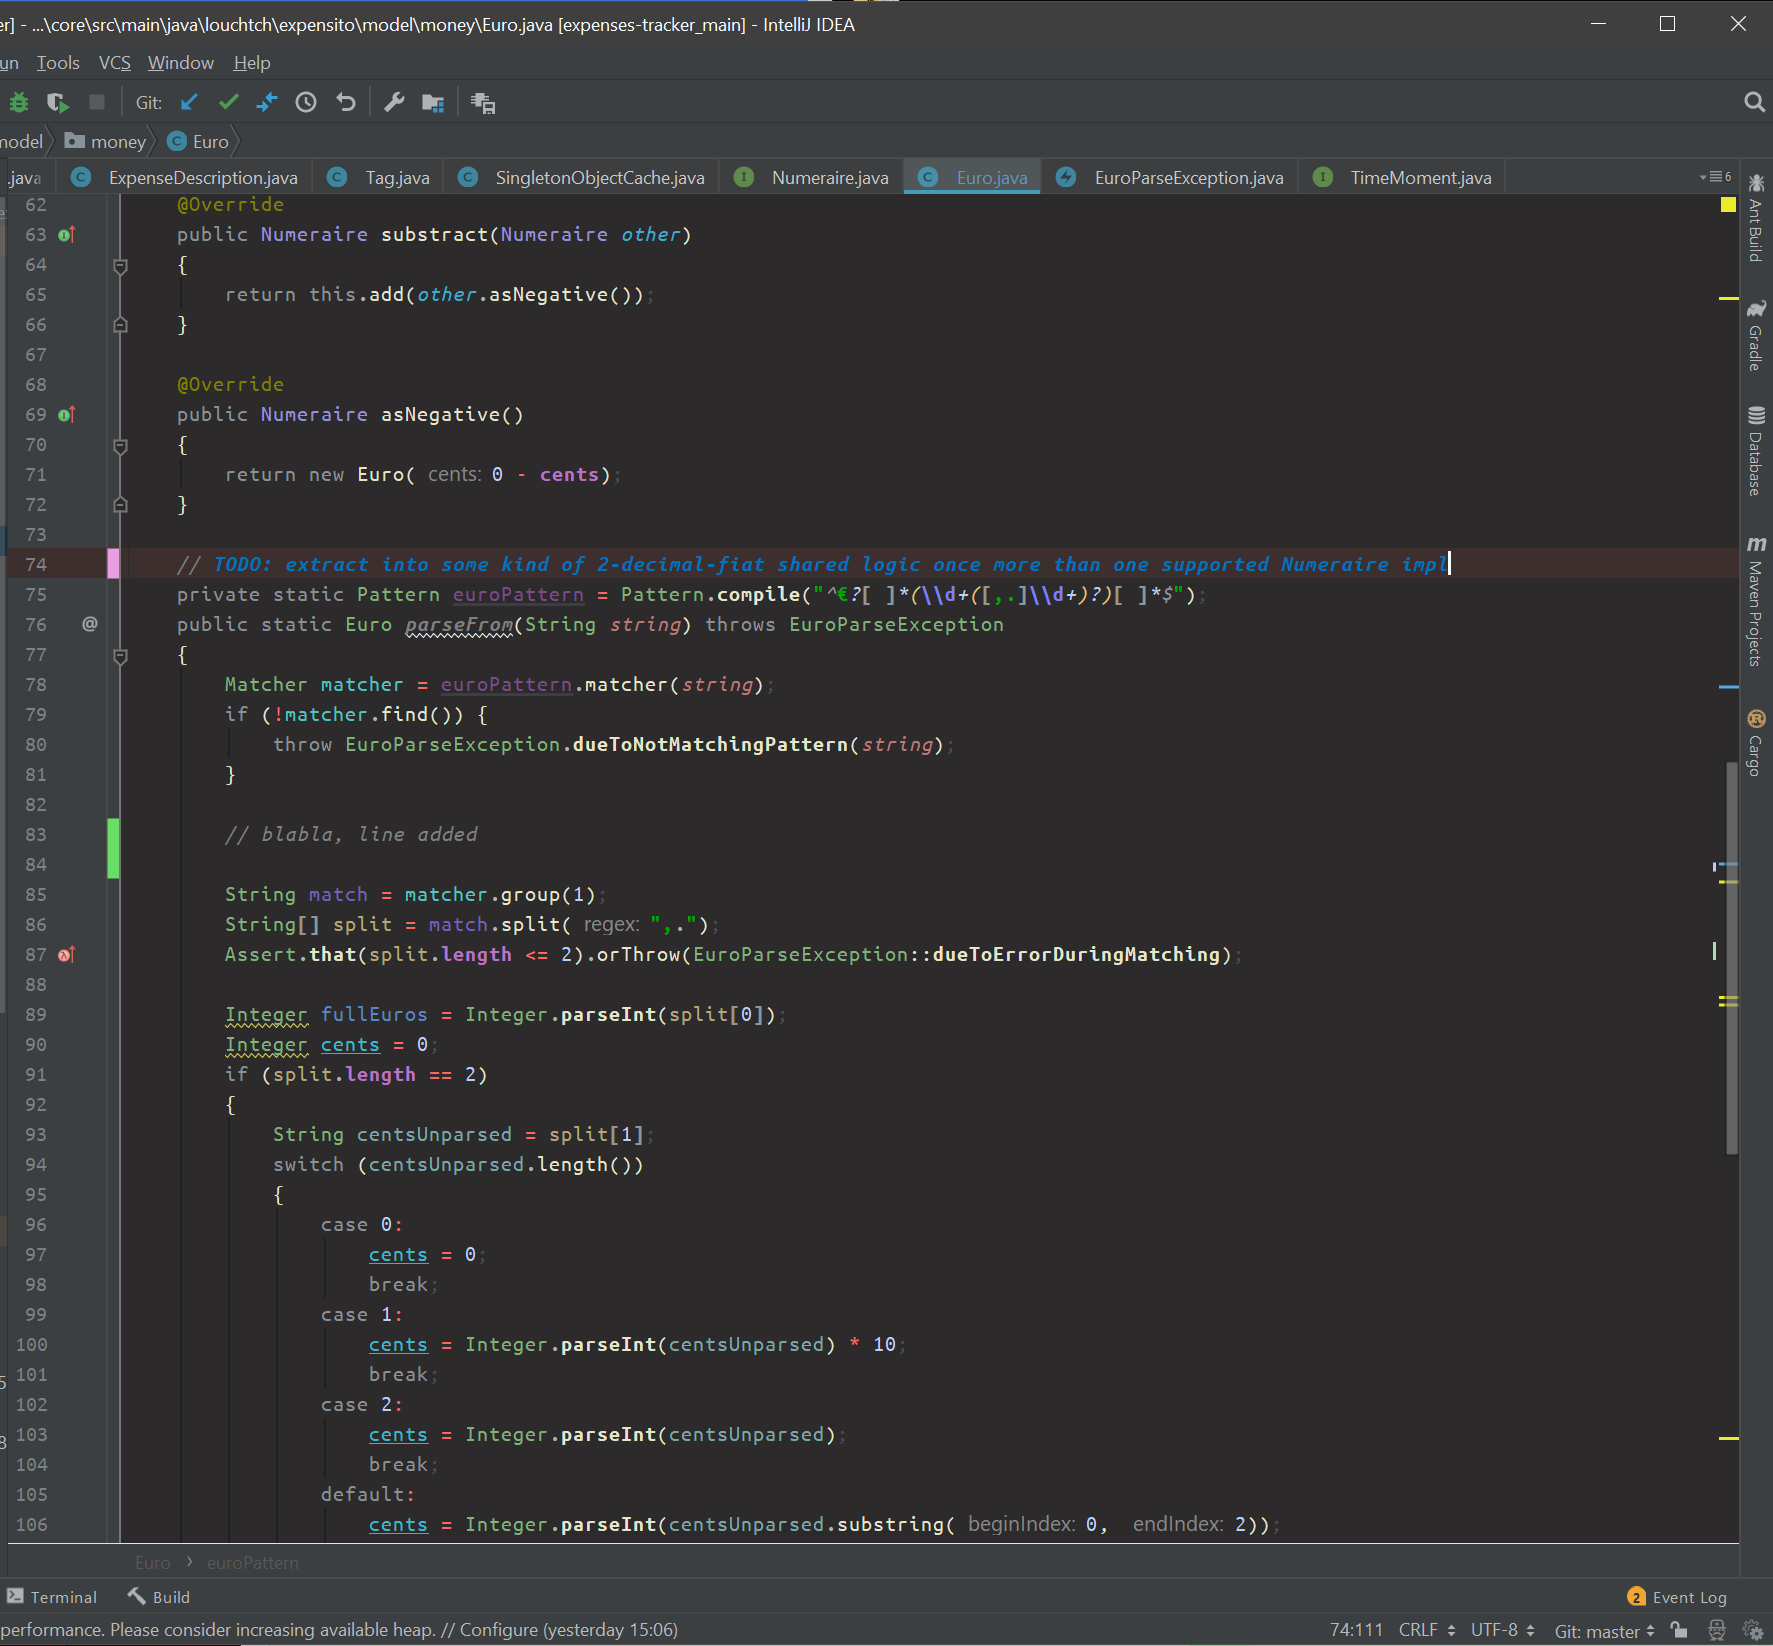 er] - ...\core\src\main\java\louchtch\expensito\model\money\Euro.java [expenses-tracker_main] - IntelliJ IDEA
un Tools VCS Window Help
Git:
model money C Euro
.java C ExpenseDescription.java C Tag.java C SingletonObjectCache.java I Numeraire.java C Euro.java EuroParseException.java I TimeMoment.java 6
62 @Override
63 public Numeraire substract(Numeraire other)
64 {
65 return this.add(other.asNegative());
66 }
67
68 @Override
69 public Numeraire asNegative()
70 {
71 return new Euro( cents: 0 - cents);
72 }
73
74 // TODO: extract into some kind of 2-decimal-fiat shared logic once more than one supported Numeraire impl
75 private static Pattern euroPattern = Pattern.compile("^€?[ ]*(\\d+([,.]\\d+)?)[ ]*$");
76 @ public static Euro parseFrom(String string) throws EuroParseException
77 {
78 Matcher matcher = euroPattern.matcher(string);
79 if (!matcher.find()) {
80 throw EuroParseException.dueToNotMatchingPattern(string);
81 }
82
83 // blabla, line added
84
85 String match = matcher.group(1);
86 String[] split = match.split( regex: ",.");
87 Assert.that(split.length <= 2).orThrow(EuroParseException::dueToErrorDuringMatching);
88
89 Integer fullEuros = Integer.parseInt(split[0]);
90 Integer cents = 0;
91 if (split.length == 2)
92 {
93 String centsUnparsed = split[1];
94 switch (centsUnparsed.length())
95 {
96 case 0:
97 cents = 0;
98 break;
99 case 1:
100 cents = Integer.parseInt(centsUnparsed) * 10;
101 break;
102 case 2:
103 cents = Integer.parseInt(centsUnparsed);
104 break;
105 default:
106 cents = Integer.parseInt(centsUnparsed.substring( beginIndex: 0, endIndex: 2));
Ant Build
Gradle
Database
m Maven Projects
Cargo
Euro › euroPattern
Terminal Build 2 Event Log
performance. Please consider increasing available heap. // Configure (yesterday 15:06) 74:111 CRLF UTF-8 Git: master